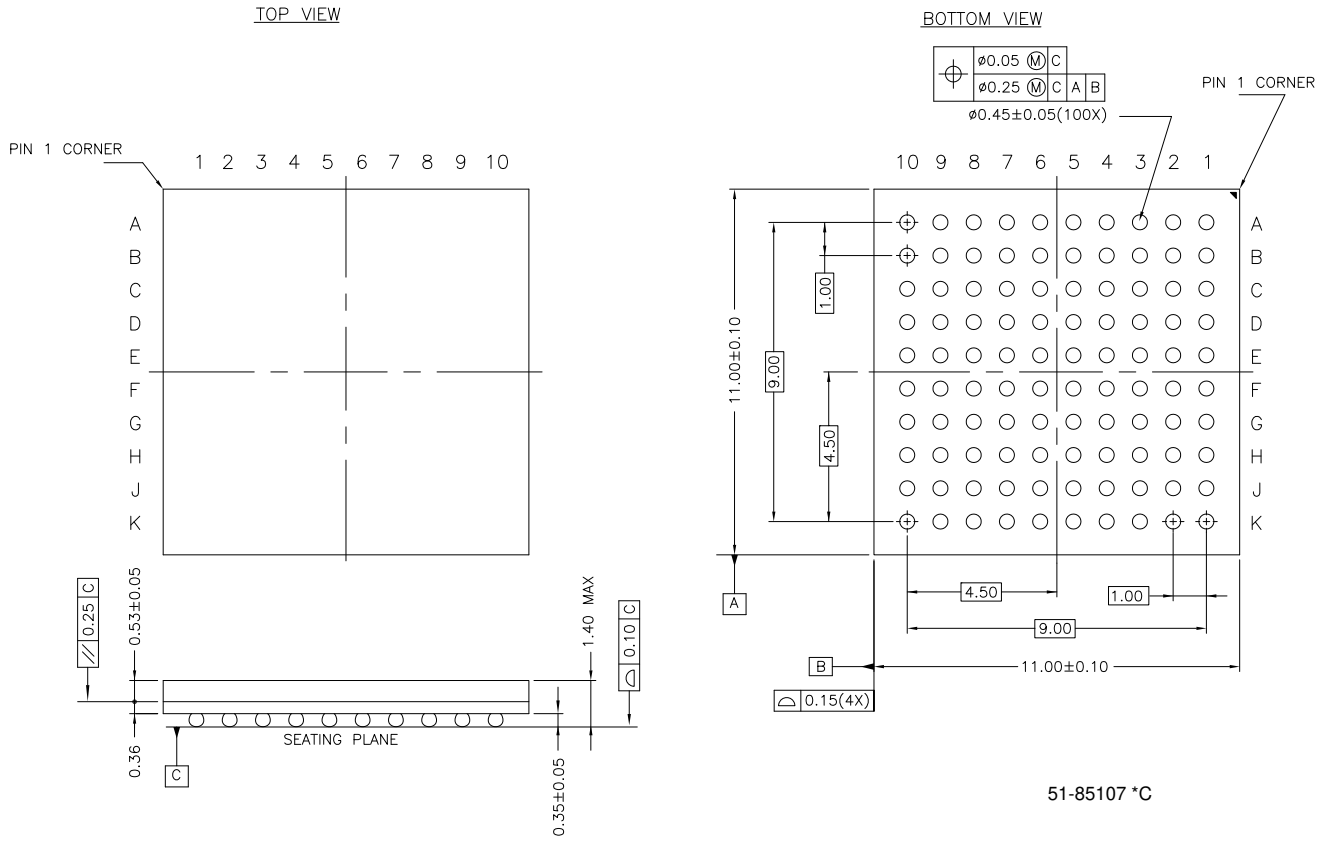 TOP VIEW
PIN 1 CORNER
1 2 3 4 5 6 7 8 9 10
A
B
C
D
E
F
G
H
J
K
// 0.25 C
0.53±0.05
0.36
C
SEATING PLANE
1.40 MAX
0.35±0.05
0.10 C
BOTTOM VIEW
ø0.05 Ⓜ C
ø0.25 Ⓜ C A B
ø0.45±0.05(100X)
PIN 1 CORNER
10 9 8 7 6 5 4 3 2 1
A
B
C
D
E
F
G
H
J
K
11.00±0.10
9.00
1.00
4.50
A
4.50
1.00
9.00
B
11.00±0.10
0.15(4X)
51-85107 *C